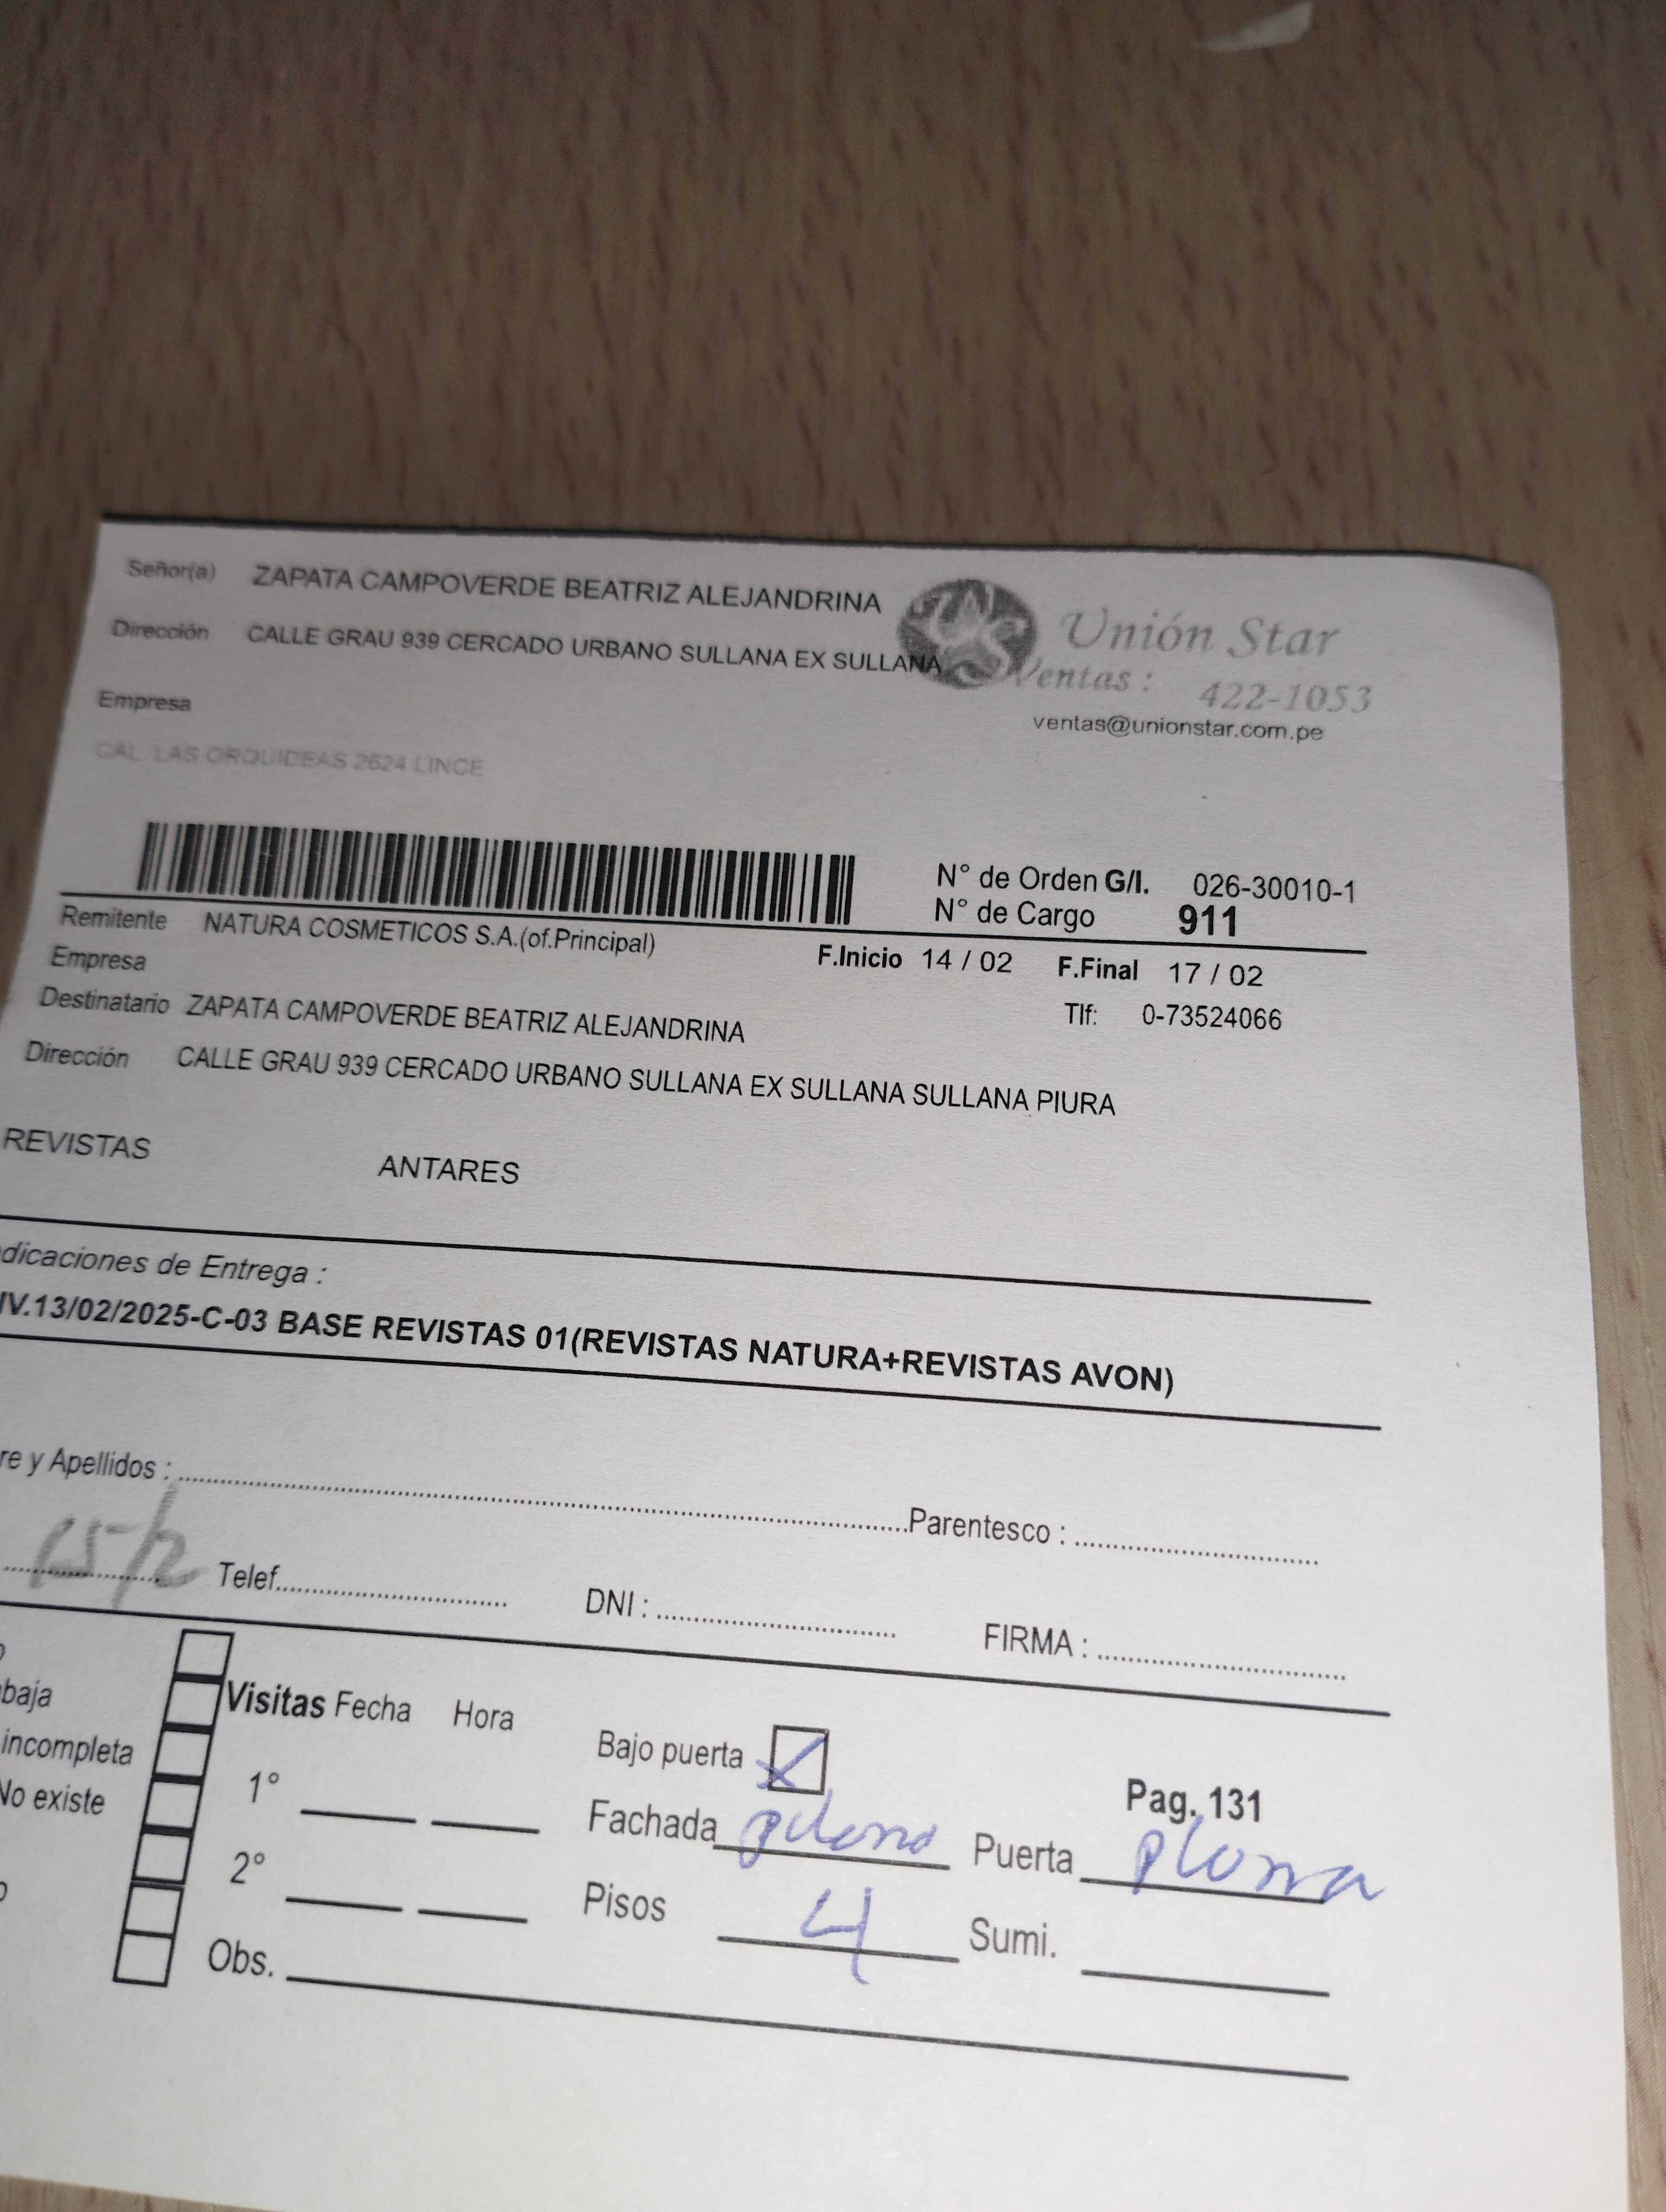 Señor(a) ZAPATA CAMPOVERDE BEATRIZ ALEJANDRINA
Dirección CALLE GRAU 939 CERCADO URBANO SULLANA EX SULLANA
Unión Star
Ventas : 422-1053
ventas@unionstar.com.pe
Empresa
CAL. LAS ORQUIDEAS 2624 LINCE
N° de Orden G/I. 026-30010-1
N° de Cargo 911
Remitente NATURA COSMETICOS S.A.(of.Principal)
F.Inicio 14 / 02 F.Final 17 / 02
Empresa
Tlf: 0-73524066
Destinatario ZAPATA CAMPOVERDE BEATRIZ ALEJANDRINA
Dirección CALLE GRAU 939 CERCADO URBANO SULLANA EX SULLANA SULLANA PIURA
REVISTAS ANTARES
dicaciones de Entrega :
IV.13/02/2025-C-03 BASE REVISTAS 01(REVISTAS NATURA+REVISTAS AVON)
re y Apellidos : Parentesco :
15/2 Telef. DNI : FIRMA :
baja
incompleta
No existe
Visitas Fecha Hora
1°
2°
Obs.
Bajo puerta
Pag. 131
Fachada Puerta ploma
Pisos 4 Sumi.